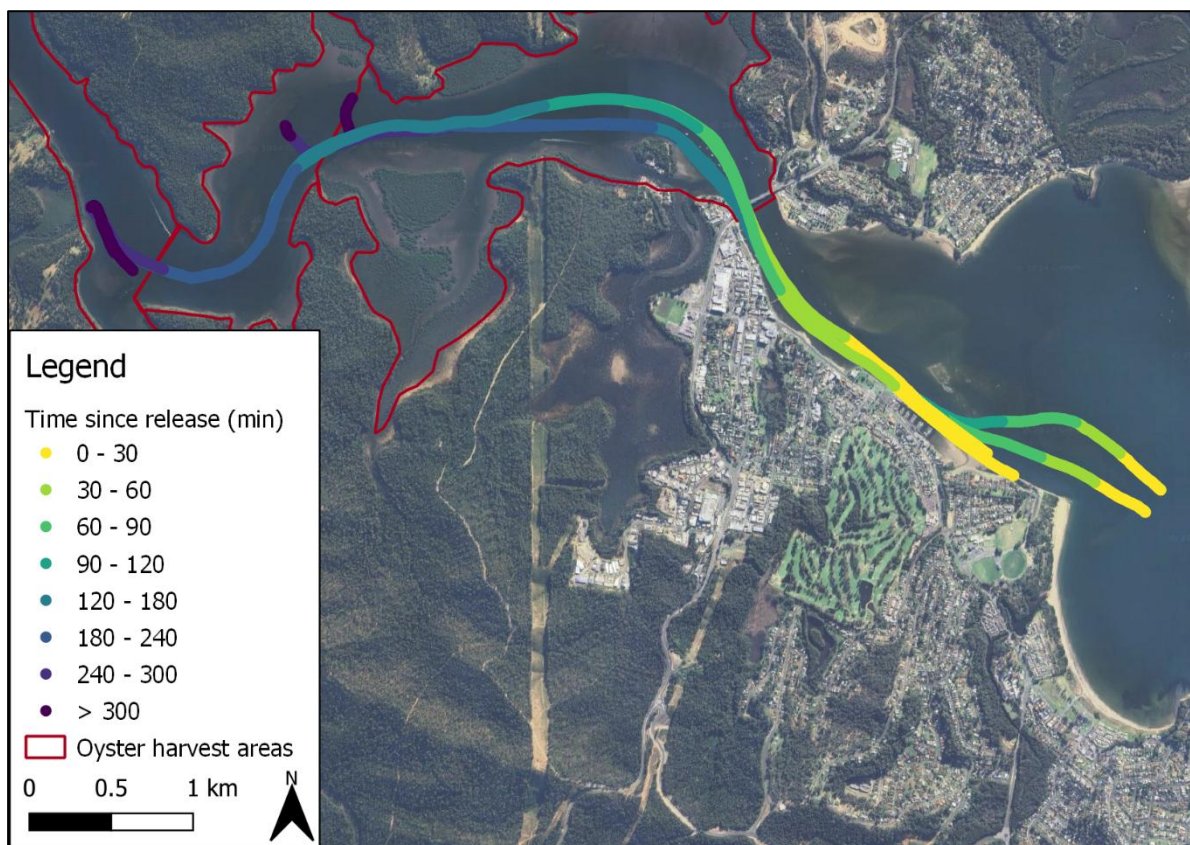 Legend
Time since release (min)
0 - 30
30 - 60
60 - 90
90 - 120
120 - 180
180 - 240
240 - 300
> 300
Oyster harvest areas
0 0.5 1 km
N